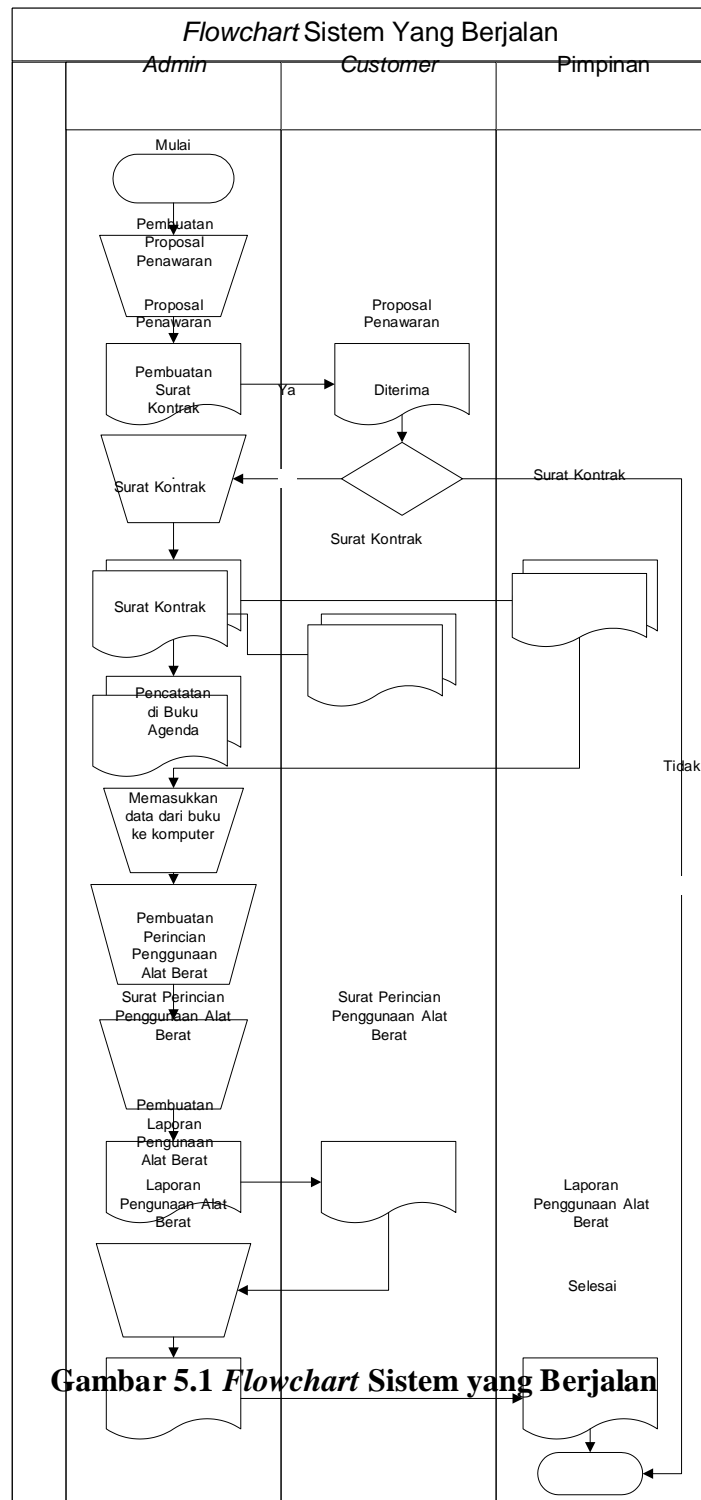 Flowchart Sistem Yang Berjalan
Admin
Customer
Pimpinan
Mulai
Pembuatan
Proposal
Penawaran
Proposal
Penawaran
Proposal
Penawaran
Pembuatan
Surat
Kontrak
Ya
Diterima
Surat Kontrak
Surat Kontrak
Surat Kontrak
Surat Kontrak
Pencatatan
di Buku
Agenda
Tidak
Memasukkan
data dari buku
ke komputer
Pembuatan
Perincian
Penggunaan
Alat Berat
Surat Perincian
Penggunaan Alat
Berat
Surat Perincian
Penggunaan Alat
Berat
Pembuatan
Laporan
Pengunaan
Alat Berat
Laporan
Pengunaan Alat
Berat
Laporan
Penggunaan Alat
Berat
Selesai
Gambar 5.1 Flowchart Sistem yang Berjalan